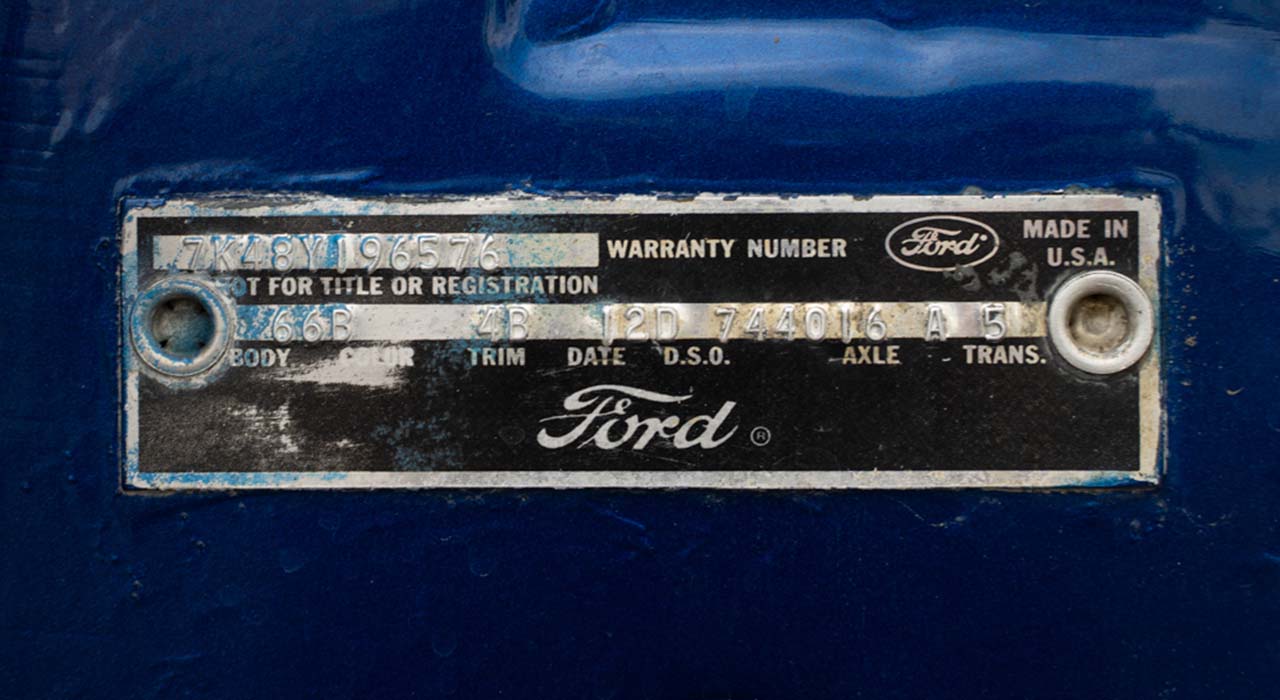 7K48Y196576 WARRANTY NUMBER Ford MADE IN U.S.A.
NOT FOR TITLE OR REGISTRATION
66B 4B 12D 744016 A 5
BODY COLOR TRIM DATE D.S.O. AXLE TRANS.
Ford ®